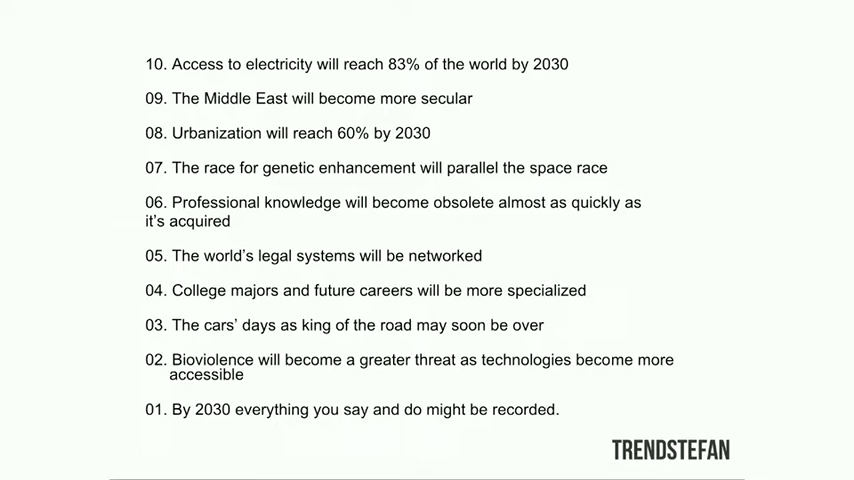 10. Access to electricity will reach 83% of the world by 2030
09. The Middle East will become more secular
08. Urbanization will reach 60% by 2030
07. The race for genetic enhancement will parallel the space race
06. Professional knowledge will become obsolete almost as quickly as
it's acquired
05. The world's legal systems will be networked
04. College majors and future careers will be more specialized
03. The cars' days as king of the road may soon be over
02. Bioviolence will become a greater threat as technologies become more
accessible
01. By 2030 everything you say and do might be recorded.
TRENDSTEFAN